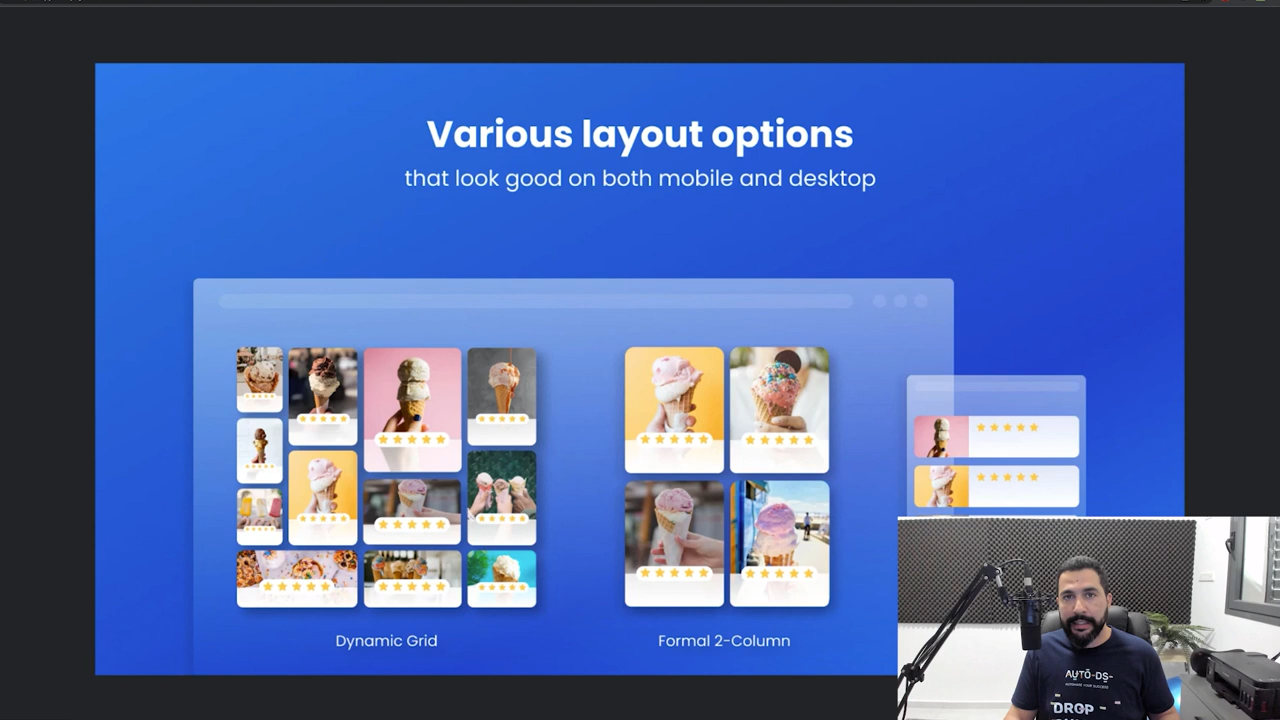 Various layout options
that look good on both mobile and desktop
Dynamic Grid
Formal 2-Column
AUTO-DS-
DROP